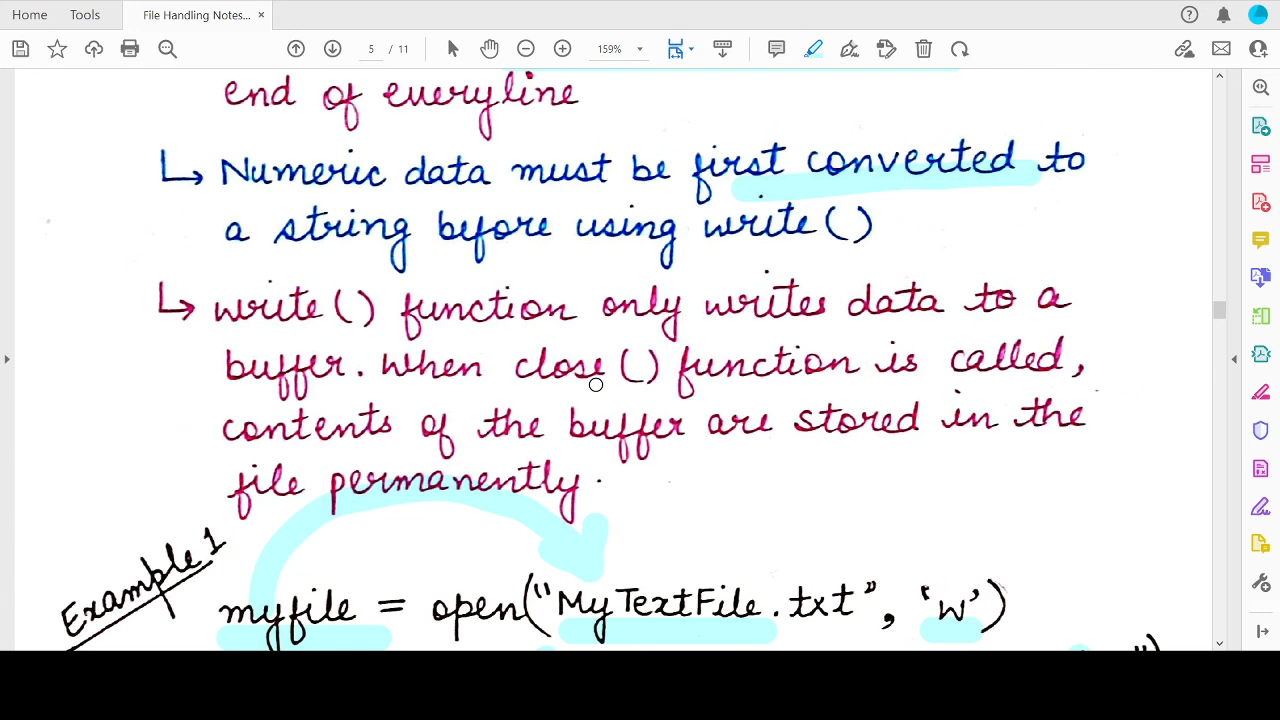 Home Tools File Handling Notes... ×
5 / 11 159%
end of everyline
↳ Numeric data must be first converted to
a string before using write()
↳ write() function only writes data to a
buffer. When close() function is called,
contents of the buffer are stored in the
file permanently.
Example 1
myfile = open("MyTextFile.txt", 'w')